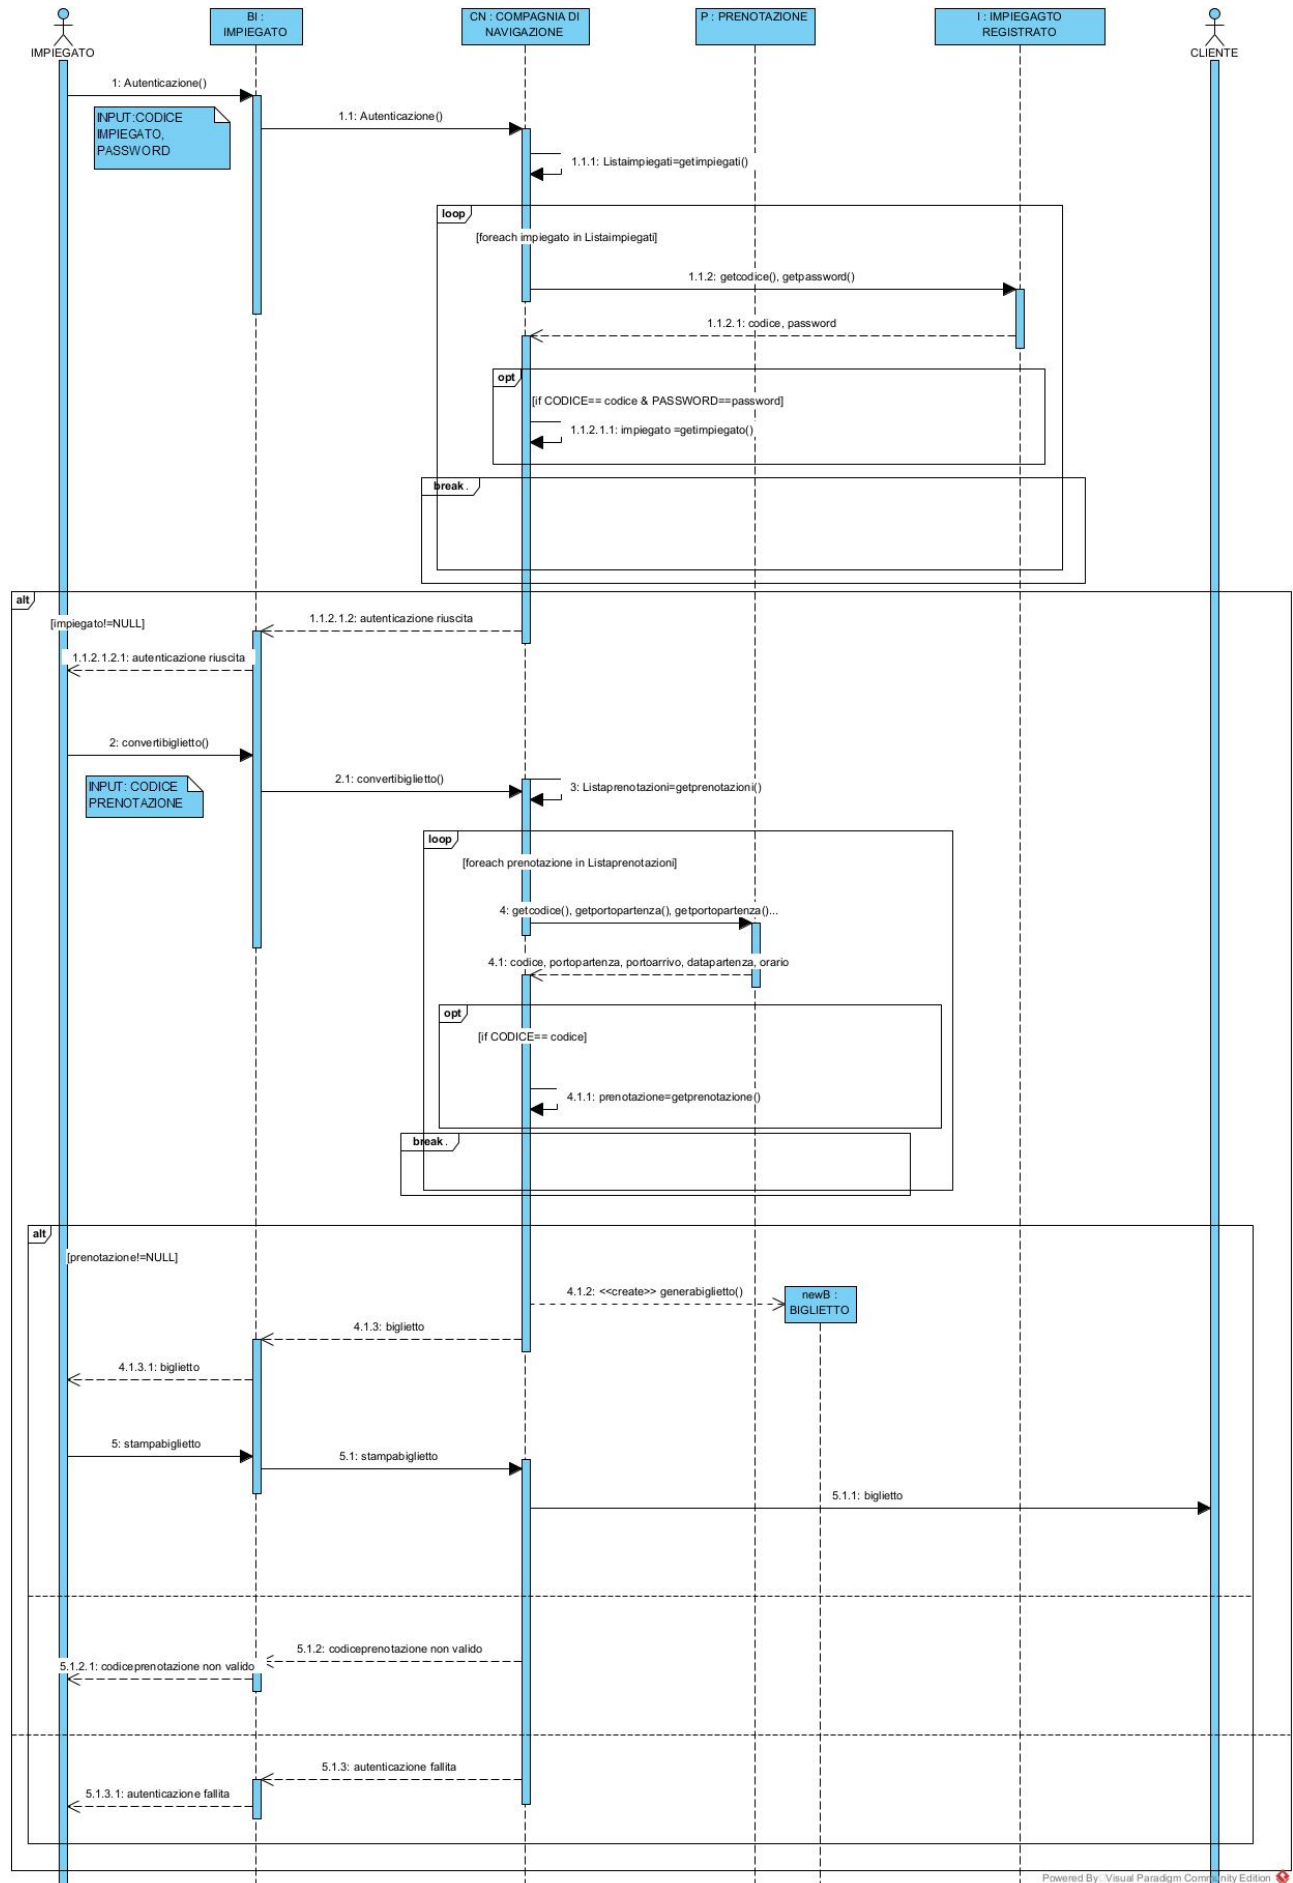 IMPIEGATO
BI :
IMPIEGATO
CN : COMPAGNIA DI
NAVIGAZIONE
P : PRENOTAZIONE
I : IMPIEGAGTO
REGISTRATO
CLIENTE
1: Autenticazione()
INPUT:CODICE
IMPIEGATO,
PASSWORD
1.1: Autenticazione()
1.1.1: Listaimpiegati=getimpiegati()
loop
[foreach impiegato in Listaimpiegati]
1.1.2: getcodice(), getpassword()
1.1.2.1: codice, password
opt
[if CODICE== codice & PASSWORD==password]
1.1.2.1.1: impiegato =getimpiegato()
break .
alt
[impiegato!=NULL]
1.1.2.1.2: autenticazione riuscita
1.1.2.1.2.1: autenticazione riuscita
2: convertibiglietto()
INPUT: CODICE
PRENOTAZIONE
2.1: convertibiglietto()
3: Listaprenotazioni=getprenotazioni()
loop
[foreach prenotazione in Listaprenotazioni]
4: getcodice(), getportopartenza(), getportopartenza()...
4.1: codice, portopartenza, portoarrivo, datapartenza, orario
opt
[if CODICE== codice]
4.1.1: prenotazione=getprenotazione()
break .
alt
[prenotazione!=NULL]
4.1.2: <<create>> generabiglietto()
newB :
BIGLIETTO
4.1.3: biglietto
4.1.3.1: biglietto
5: stampabiglietto
5.1: stampabiglietto
5.1.1: biglietto
5.1.2: codiceprenotazione non valido
5.1.2.1: codiceprenotazione non valido
5.1.3: autenticazione fallita
5.1.3.1: autenticazione fallita
Powered By Visual Paradigm Community Edition